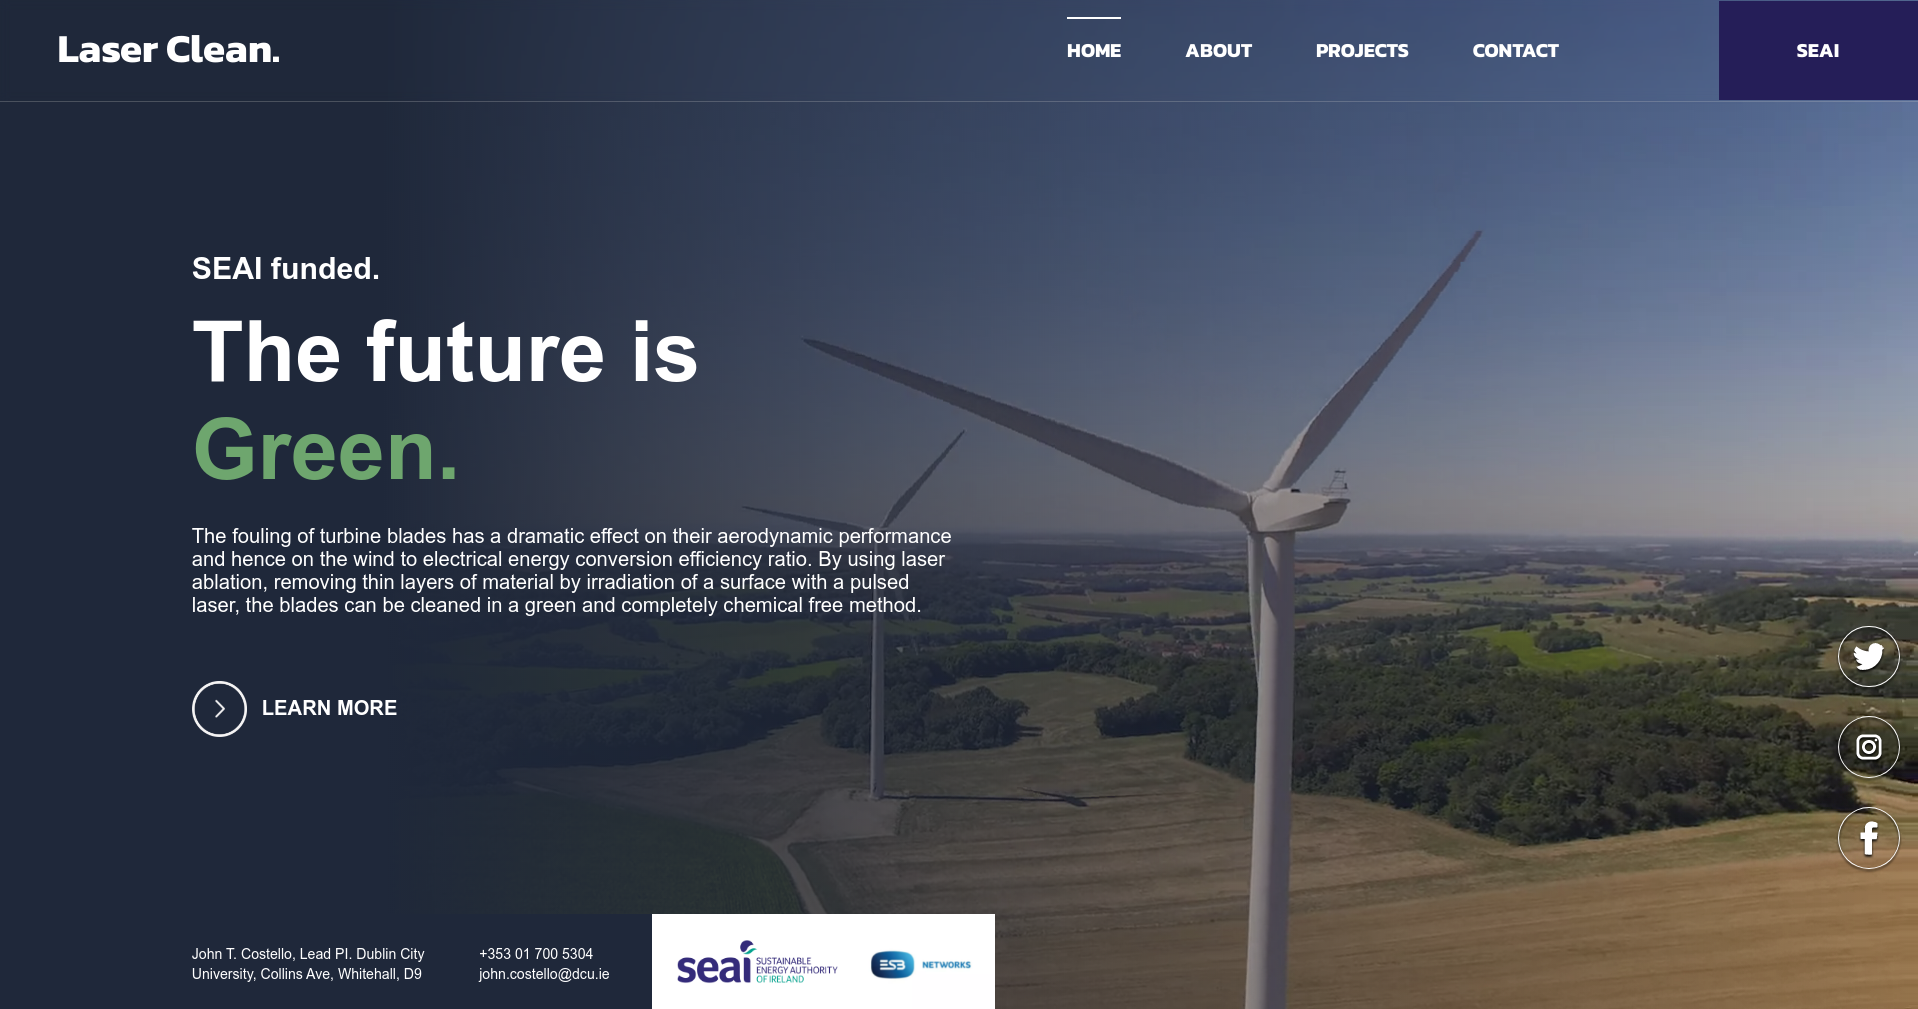 Laser Clean.
HOME
ABOUT
PROJECTS
CONTACT
SEAI
SEAI funded.
The future is
Green.
The fouling of turbine blades has a dramatic effect on their aerodynamic performance
and hence on the wind to electrical energy conversion efficiency ratio. By using laser
ablation, removing thin layers of material by irradiation of a surface with a pulsed
laser, the blades can be cleaned in a green and completely chemical free method.
LEARN MORE
John T. Costello, Lead PI. Dublin City
University, Collins Ave, Whitehall, D9
+353 01 700 5304
john.costello@dcu.ie
seai
SUSTAINABLE
ENERGY AUTHORITY
OF IRELAND
ESB
NETWORKS